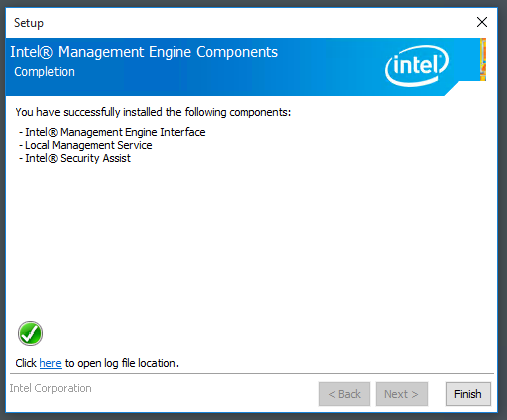 Setup
Intel® Management Engine Components
Completion
intel®
You have successfully installed the following components:
- Intel® Management Engine Interface
- Local Management Service
- Intel® Security Assist
Click here to open log file location.
Intel Corporation
< Back Next > Finish